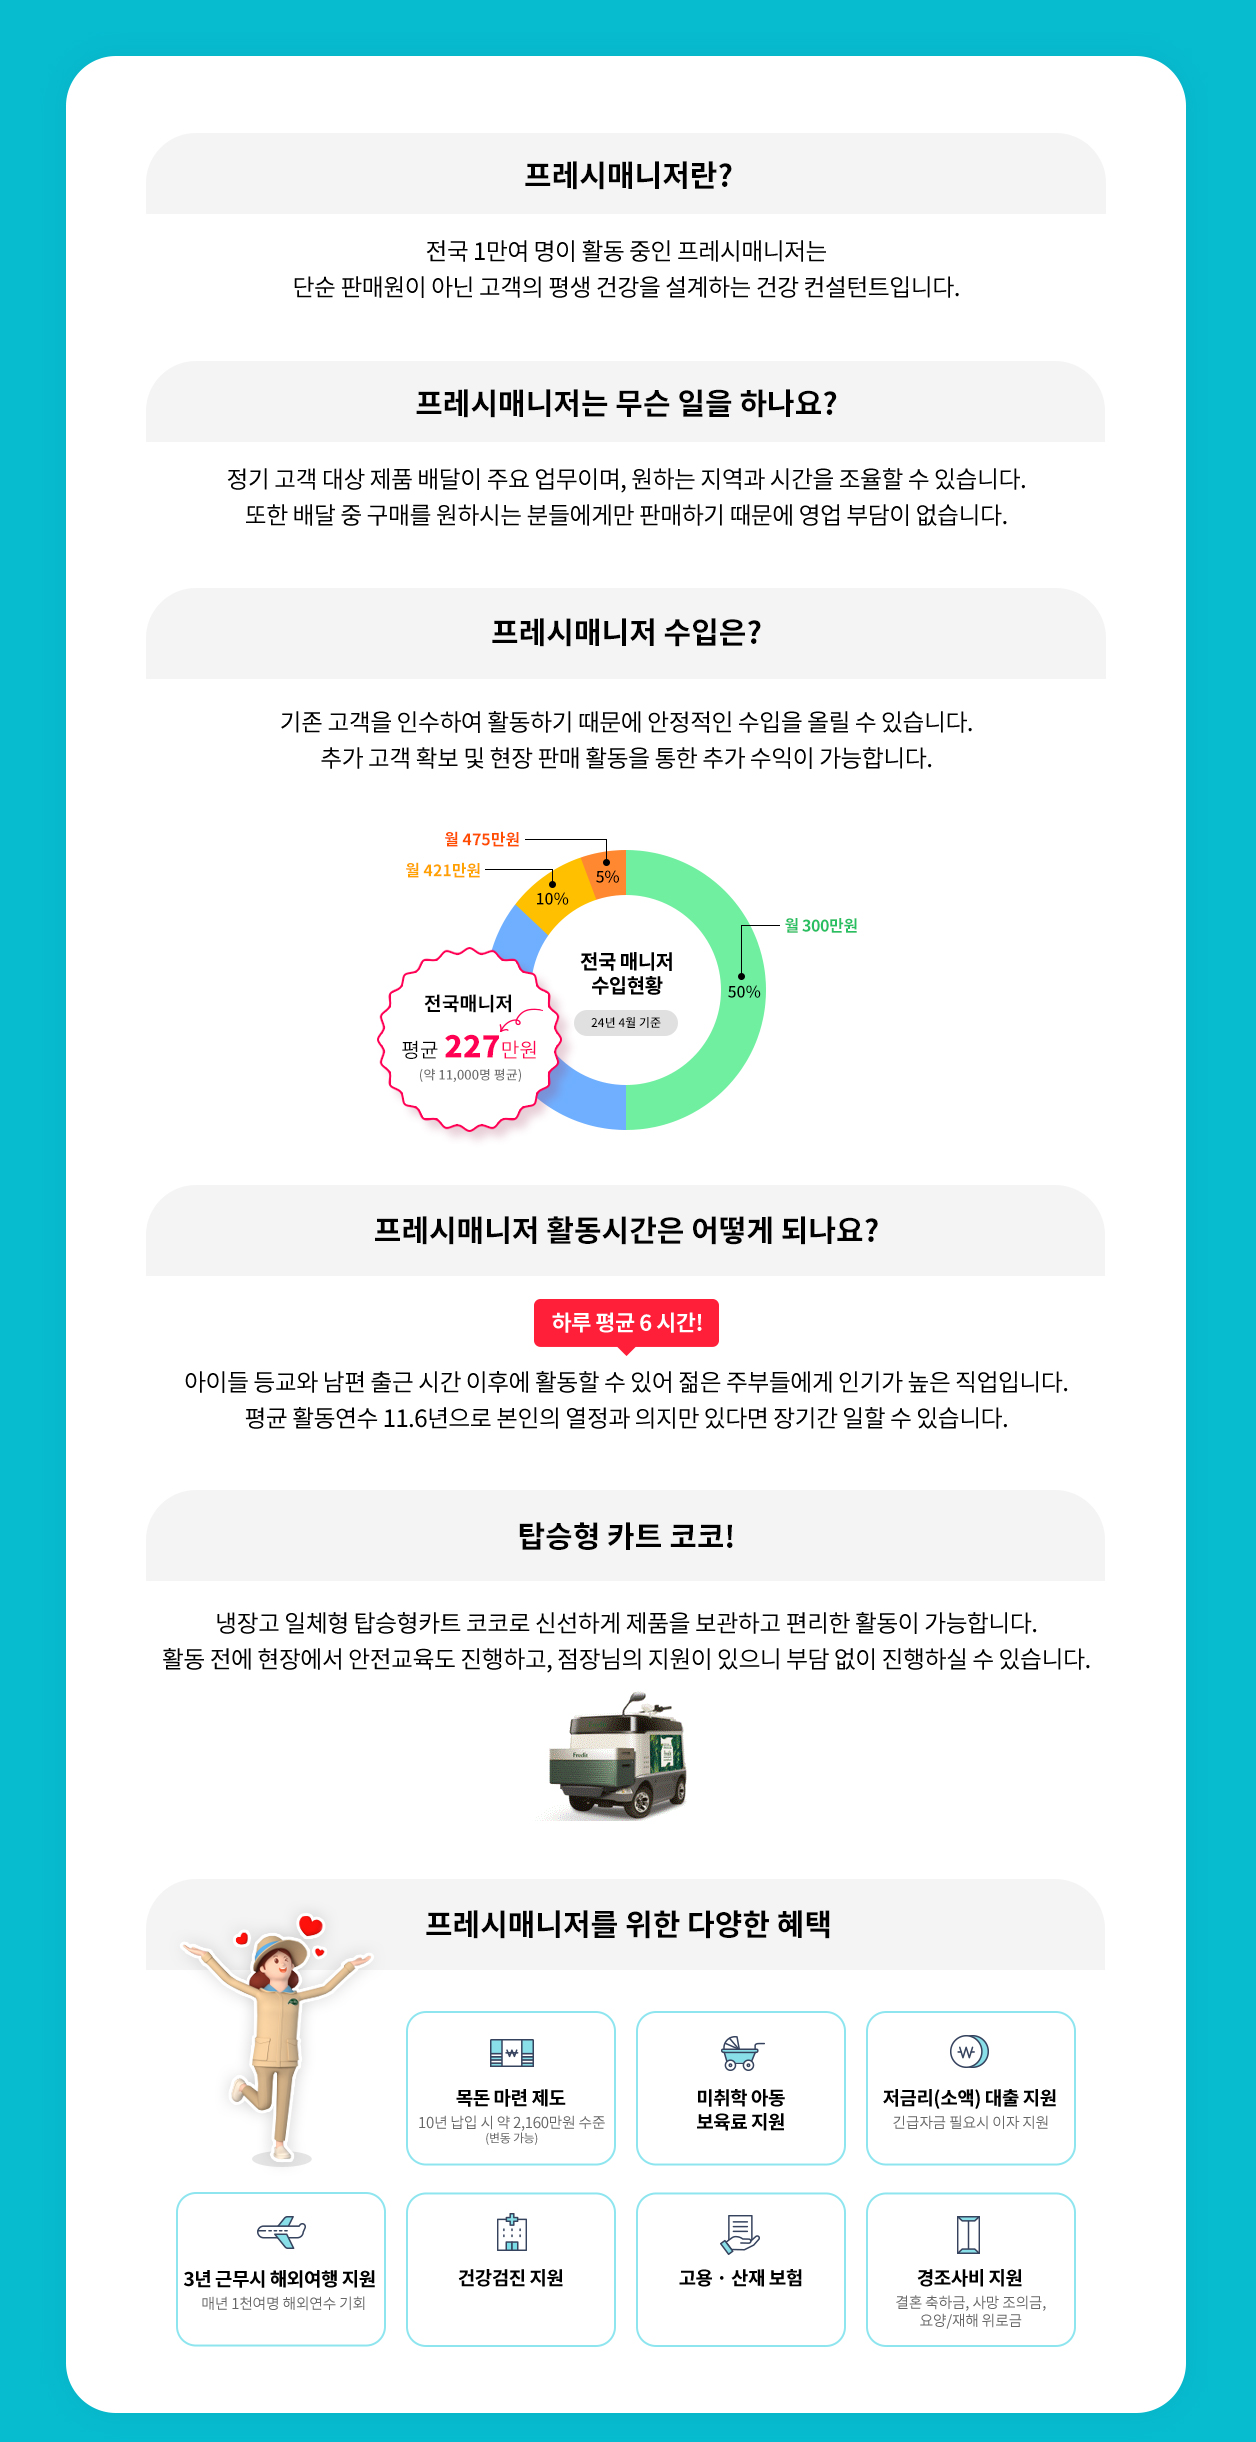 프레시매니저란?
전국 1만여 명이 활동 중인 프레시매니저는
단순 판매원이 아닌 고객의 평생 건강을 설계하는 건강 컨설턴트입니다.
프레시매니저는 무슨 일을 하나요?
정기 고객 대상 제품 배달이 주요 업무이며, 원하는 지역과 시간을 조율할 수 있습니다.
또한 배달 중 구매를 원하시는 분들에게만 판매하기 때문에 영업 부담이 없습니다.
프레시매니저 수입은?
기존 고객을 인수하여 활동하기 때문에 안정적인 수입을 올릴 수 있습니다.
추가 고객 확보 및 현장 판매 활동을 통한 추가 수익이 가능합니다.
월 475만원
월 421만원
5%
10%
월 300만원
50%
전국 매니저
수입현황
24년 4월 기준
전국매니저
평균 227만원
(약 11,000명 평균)
프레시매니저 활동시간은 어떻게 되나요?
하루 평균 6 시간!
아이들 등교와 남편 출근 시간 이후에 활동할 수 있어 젊은 주부들에게 인기가 높은 직업입니다.
평균 활동연수 11.6년으로 본인의 열정과 의지만 있다면 장기간 일할 수 있습니다.
탑승형 카트 코코!
냉장고 일체형 탑승형카트 코코로 신선하게 제품을 보관하고 편리한 활동이 가능합니다.
활동 전에 현장에서 안전교육도 진행하고, 점장님의 지원이 있으니 부담 없이 진행하실 수 있습니다.
Fredit
프레시매니저를 위한 다양한 혜택
목돈 마련 제도
10년 납입 시 약 2,160만원 수준
(변동 가능)
미취학 아동
보육료 지원
저금리(소액) 대출 지원
긴급자금 필요시 이자 지원
3년 근무시 해외여행 지원
매년 1천여명 해외연수 기회
건강검진 지원
고용 · 산재 보험
경조사비 지원
결혼 축하금, 사망 조의금,
요양/재해 위로금